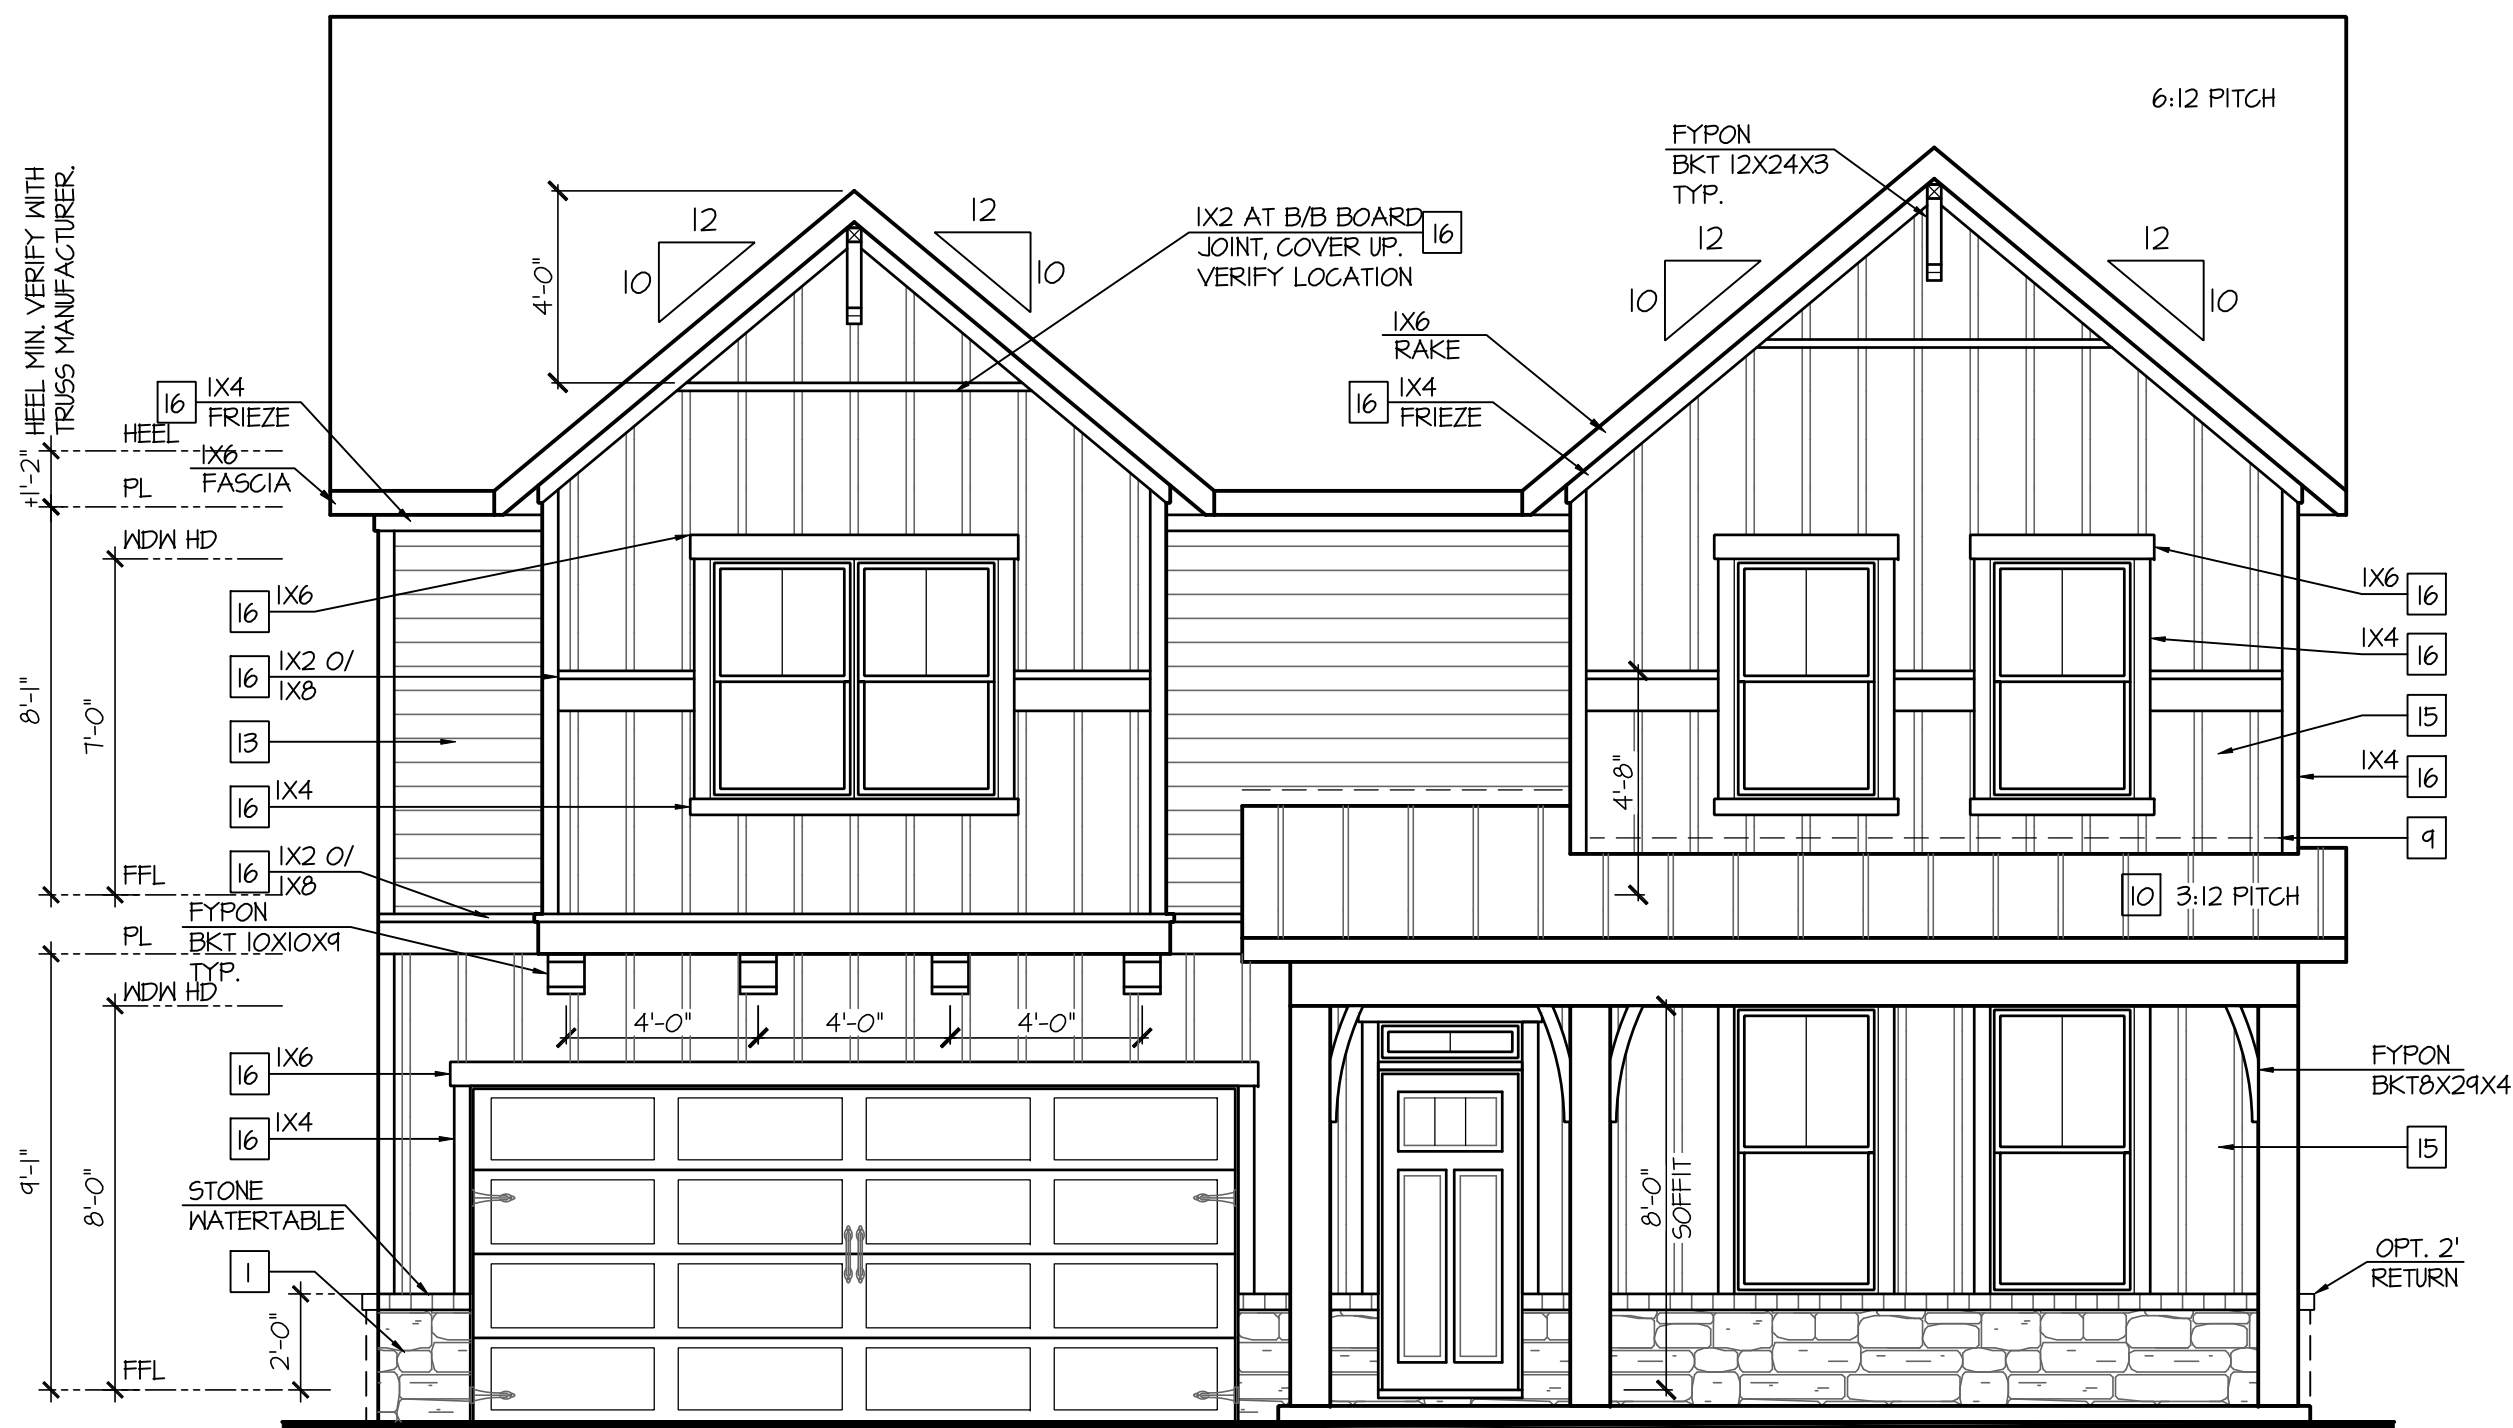 6:12 PITCH
HEEL MIN. VERIFY WITH
TRUSS MANUFACTURER.
FYPON
BKT 12X24X3
TYP.
12
10
12
10
4'-0"
1X2 AT B/B BOARD
JOINT, COVER UP.
VERIFY LOCATION
16
12
10
12
10
1X6
RAKE
16
1X4
FRIEZE
16
1X4
FRIEZE
HEEL
1X6
FASCIA
+1'-2"
PL
WDW HD
16
1X6
16
1X2 O/
1X8
13
16
1X4
16
1X2 O/
1X8
8'-1"
7'-0"
FFL
1X6
16
1X4
16
15
1X4
16
9
4'-8"
10
3:12 PITCH
FYPON
BKT 10X10X9
TYP.
PL
WDW HD
4'-0"
4'-0"
4'-0"
16
1X6
16
1X4
9'-1"
8'-0"
STONE
WATERTABLE
1
2'-0"
FFL
8'-0"
SOFFIT
FYPON
BKT8X29X4
15
OPT. 2'
RETURN